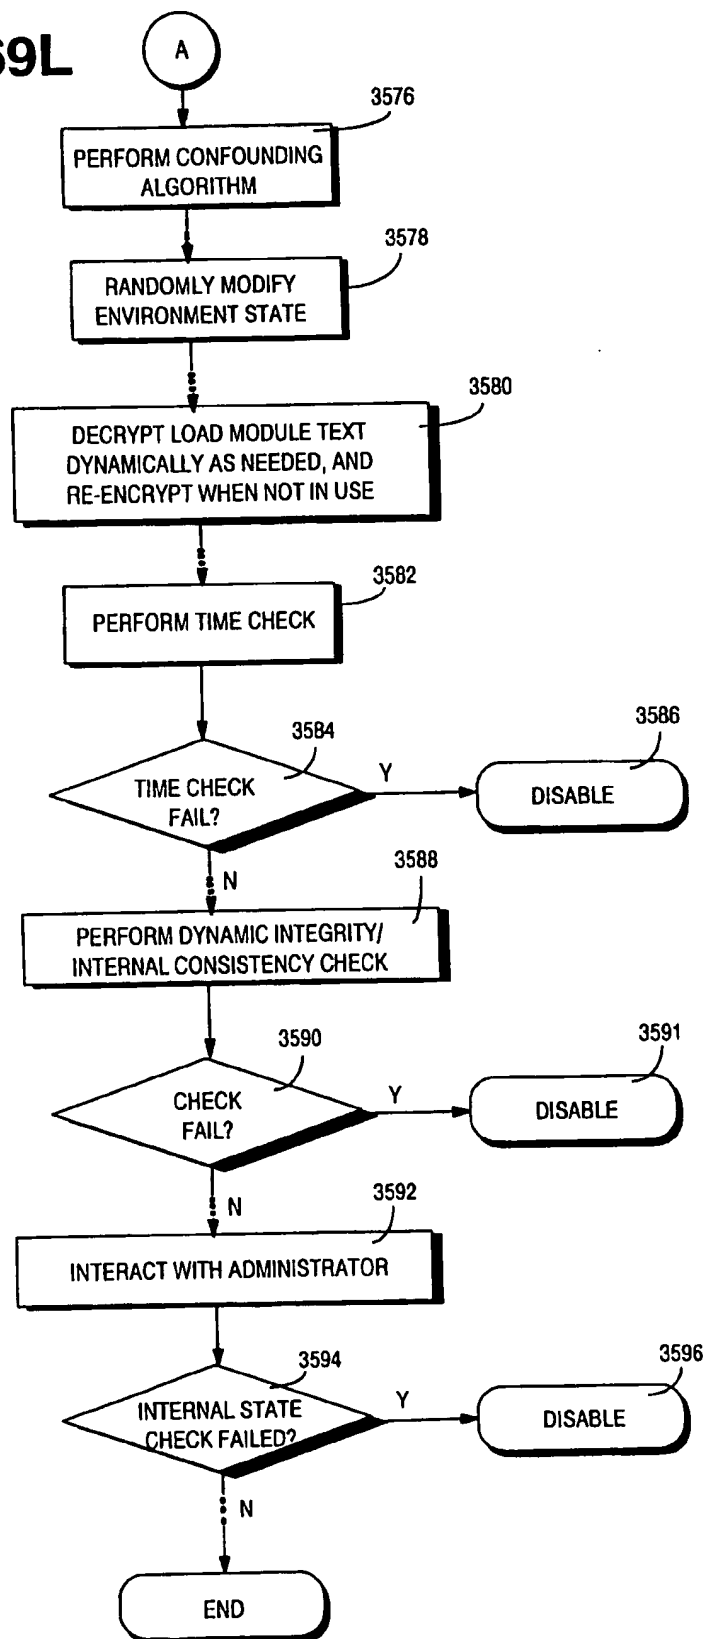 69L
A
3576
PERFORM CONFOUNDING
ALGORITHM
3578
RANDOMLY MODIFY
ENVIRONMENT STATE
3580
DECRYPT LOAD MODULE TEXT
DYNAMICALLY AS NEEDED, AND
RE-ENCRYPT WHEN NOT IN USE
3582
PERFORM TIME CHECK
3584
TIME CHECK
FAIL?
Y
3586
DISABLE
N
3588
PERFORM DYNAMIC INTEGRITY/
INTERNAL CONSISTENCY CHECK
3590
CHECK
FAIL?
Y
3591
DISABLE
N
3592
INTERACT WITH ADMINISTRATOR
3594
INTERNAL STATE
CHECK FAILED?
Y
3596
DISABLE
N
END